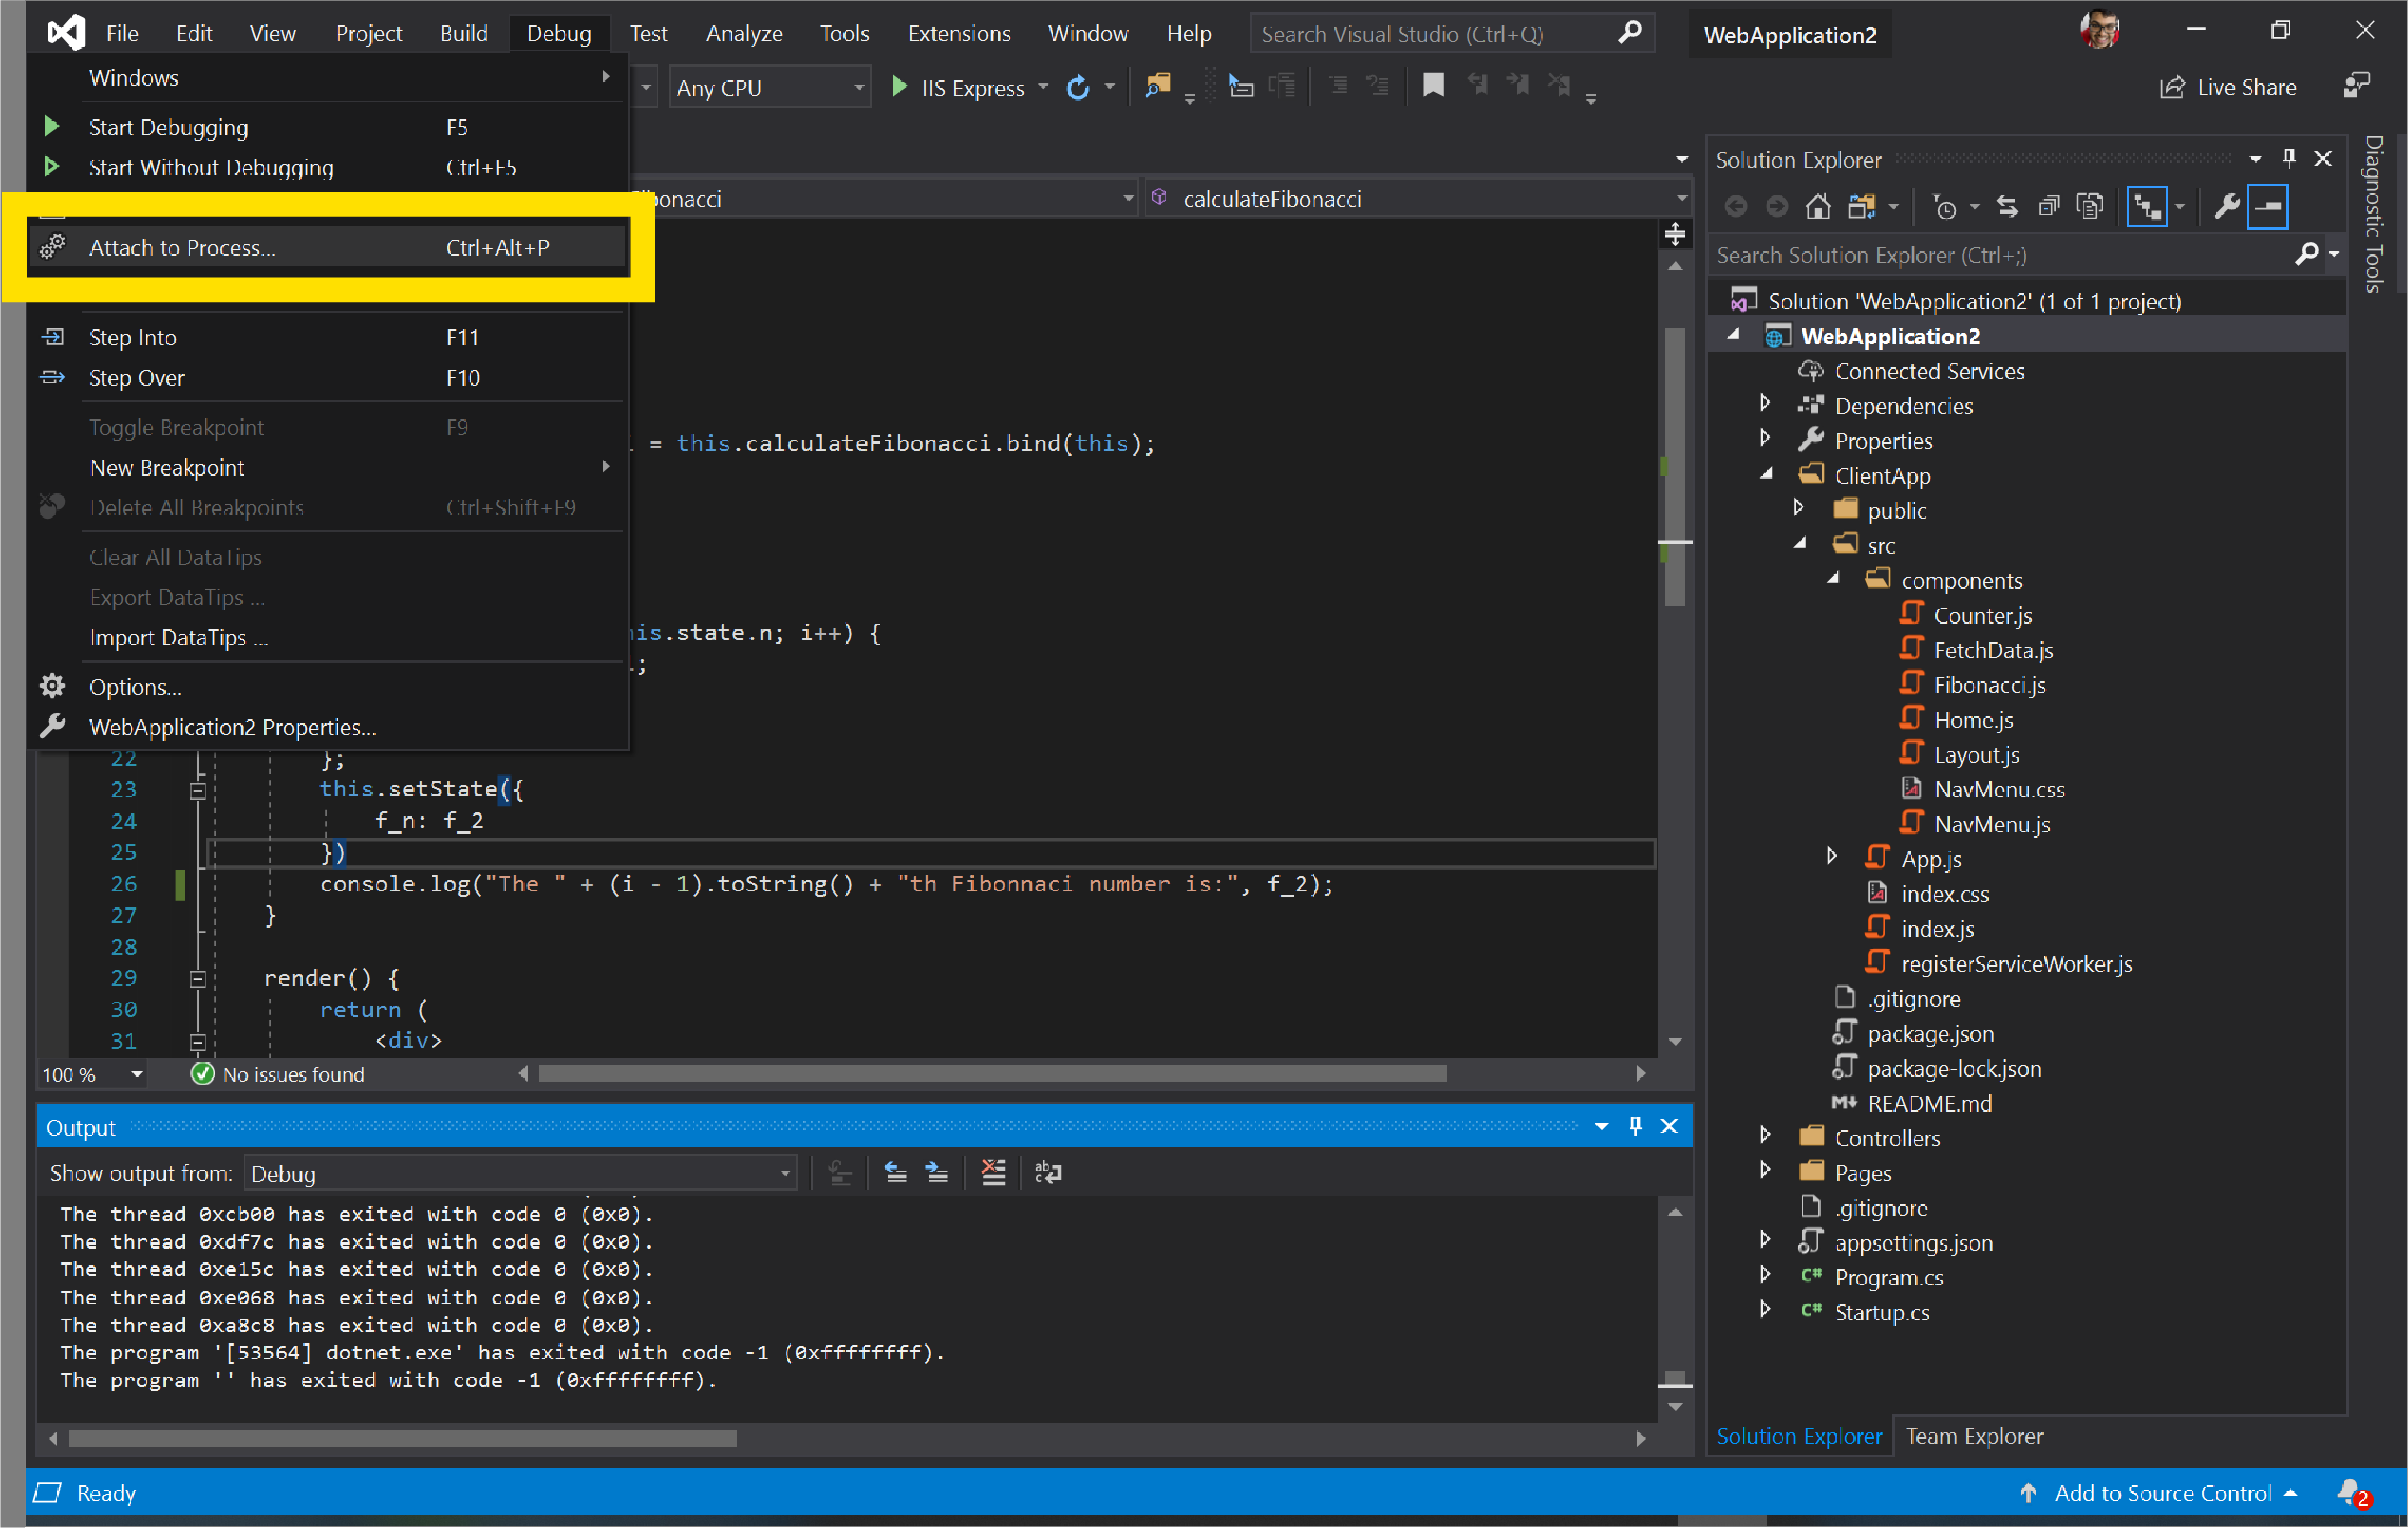 File Edit View Project Build Debug Test Analyze Tools Extensions Window Help Search Visual Studio (Ctrl+Q) WebApplication2
Any CPU IIS Express Live Share
Windows
Start Debugging F5
Start Without Debugging Ctrl+F5
Attach to Process... Ctrl+Alt+P
Step Into F11
Step Over F10
Toggle Breakpoint F9
New Breakpoint
Delete All Breakpoints Ctrl+Shift+F9
Clear All DataTips
Export DataTips ...
Import DataTips ...
Options...
WebApplication2 Properties...
bonacci calculateFibonacci
= this.calculateFibonacci.bind(this);
his.state.n; i++) {
;
22 };
23 this.setState({
24 f_n: f_2
25 })
26 console.log("The " + (i - 1).toString() + "th Fibonnaci number is:", f_2);
27 }
28
29 render() {
30 return (
31 <div>
100 % No issues found
Output
Show output from: Debug
The thread 0xcb00 has exited with code 0 (0x0).
The thread 0xdf7c has exited with code 0 (0x0).
The thread 0xe15c has exited with code 0 (0x0).
The thread 0xe068 has exited with code 0 (0x0).
The thread 0xa8c8 has exited with code 0 (0x0).
The program '[53564] dotnet.exe' has exited with code -1 (0xffffffff).
The program '' has exited with code -1 (0xffffffff).
Solution Explorer
Search Solution Explorer (Ctrl+;)
Solution 'WebApplication2' (1 of 1 project)
WebApplication2
Connected Services
Dependencies
Properties
ClientApp
public
src
components
Counter.js
FetchData.js
Fibonacci.js
Home.js
Layout.js
NavMenu.css
NavMenu.js
App.js
index.css
index.js
registerServiceWorker.js
.gitignore
package.json
package-lock.json
README.md
Controllers
Pages
.gitignore
appsettings.json
C# Program.cs
C# Startup.cs
Solution Explorer Team Explorer
Diagnostic Tools
Ready Add to Source Control 2